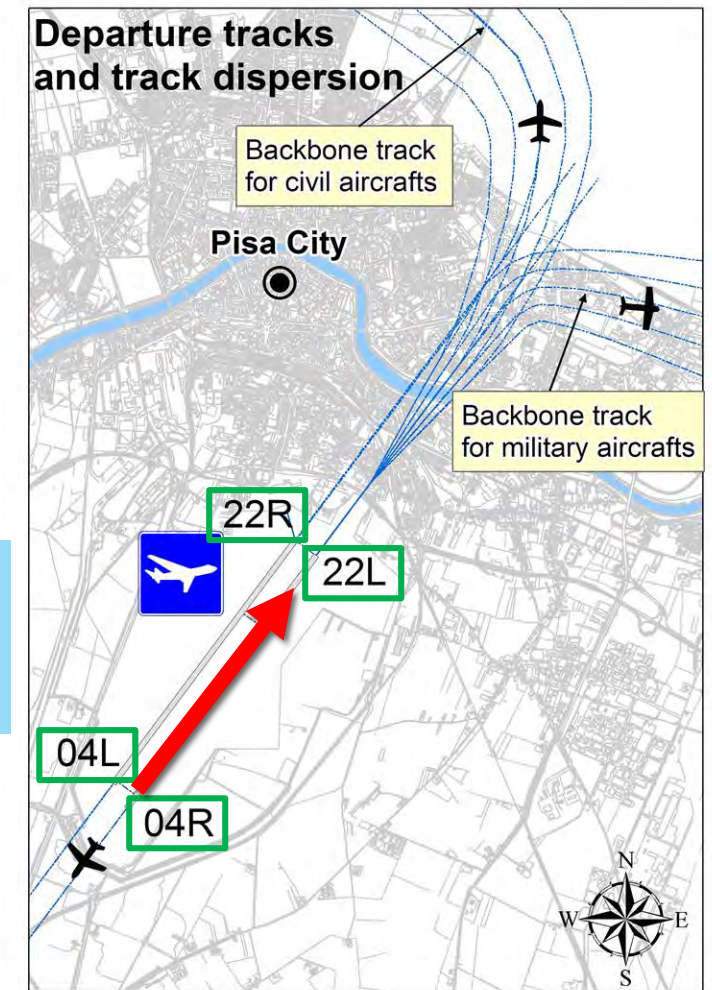 Departure tracks
and track dispersion
Backbone track
for civil aircrafts
Pisa City
Backbone track
for military aircrafts
22R
22L
04L
04R
N
W
E
S